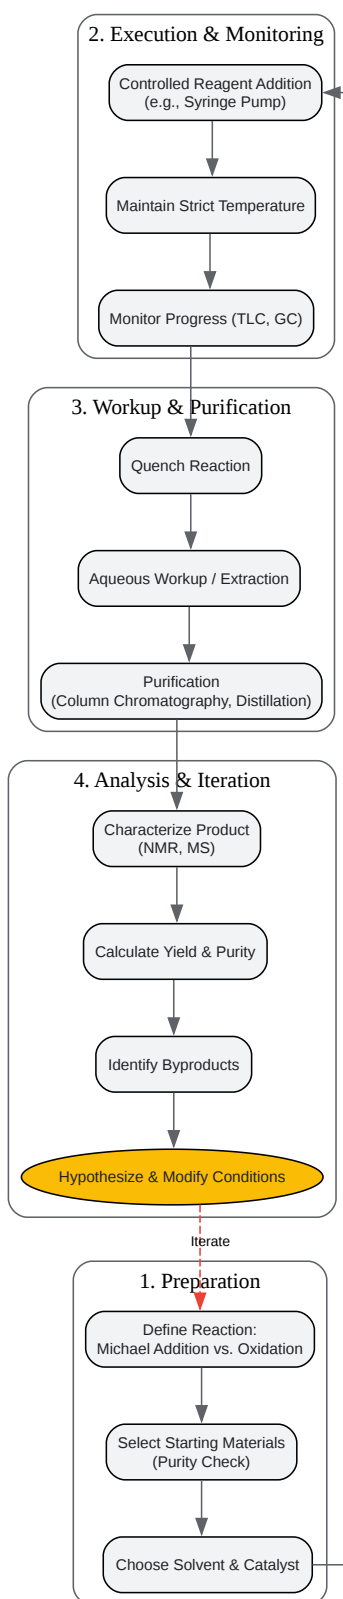 2. Execution & Monitoring
Controlled Reagent Addition
(e.g., Syringe Pump)
Maintain Strict Temperature
Monitor Progress (TLC, GC)
3. Workup & Purification
Quench Reaction
Aqueous Workup / Extraction
Purification
(Column Chromatography, Distillation)
4. Analysis & Iteration
Characterize Product
(NMR, MS)
Calculate Yield & Purity
Identify Byproducts
Hypothesize & Modify Conditions
Iterate
1. Preparation
Define Reaction:
Michael Addition vs. Oxidation
Select Starting Materials
(Purity Check)
Choose Solvent & Catalyst